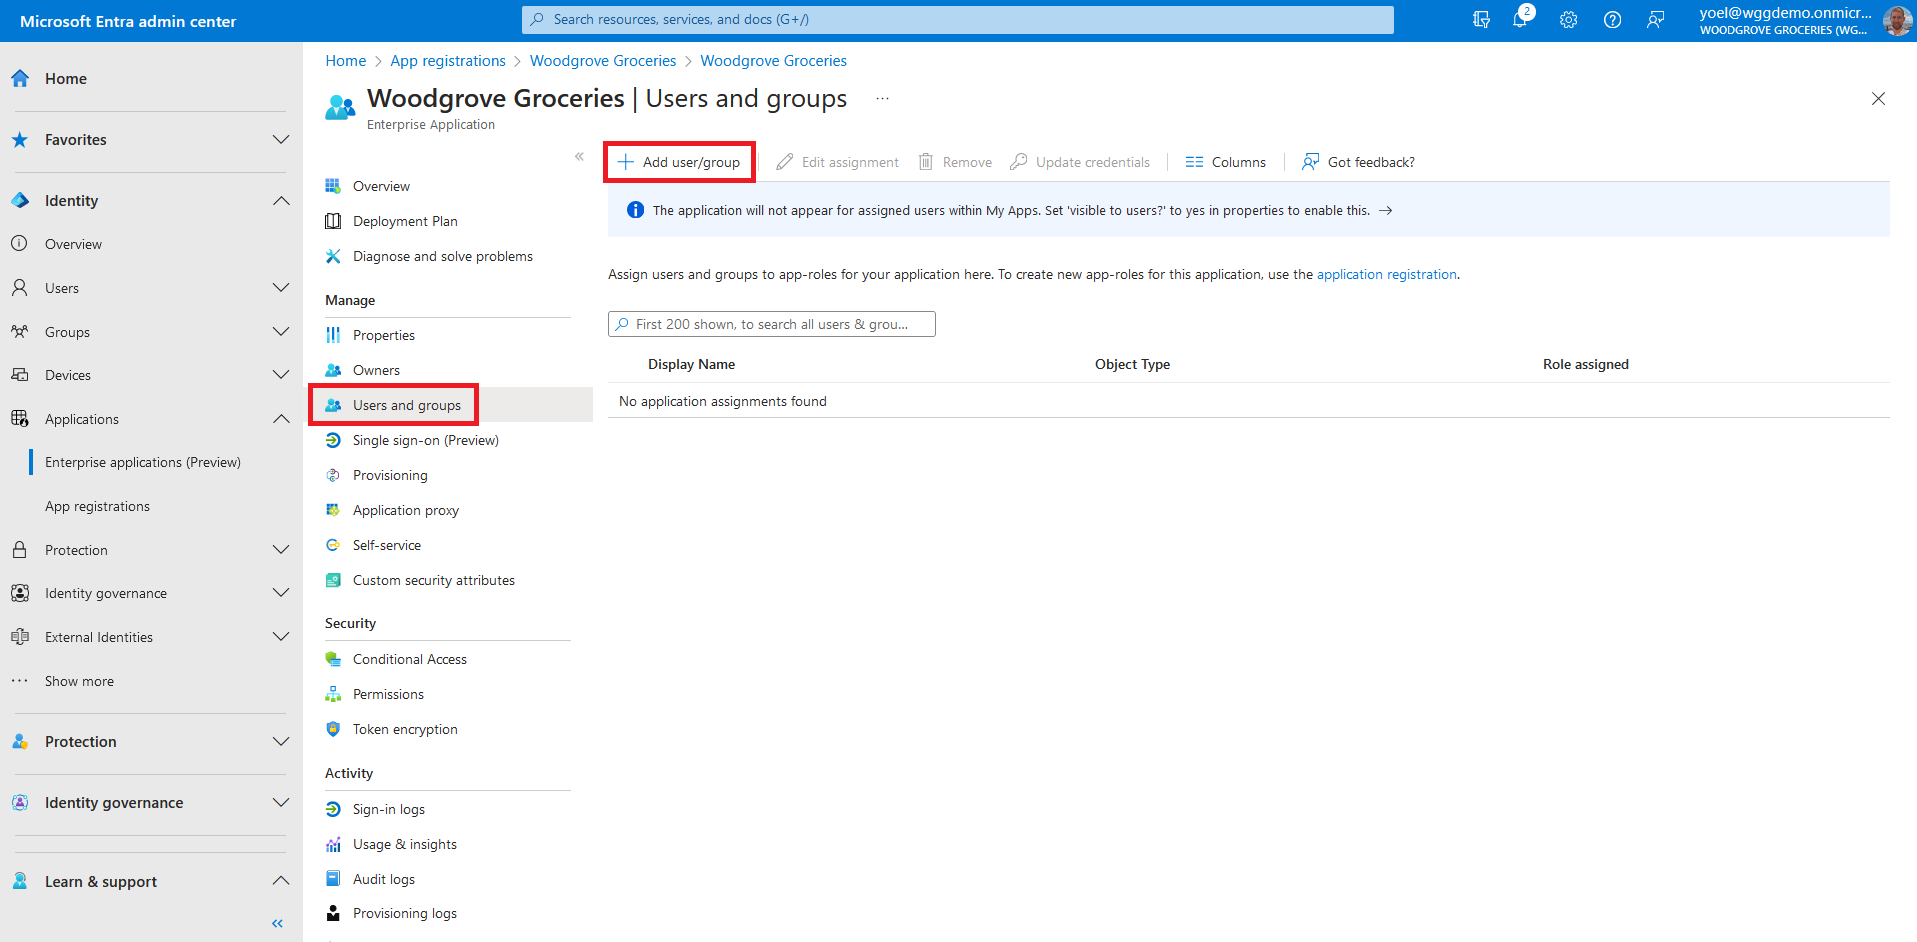 Microsoft Entra admin center
Search resources, services, and docs (G+/)
2
yoel@wggdemo.onmicr...
WOODGROVE GROCERIES (WG...
Home
Favorites
Identity
Overview
Users
Groups
Devices
Applications
Enterprise applications (Preview)
App registrations
Protection
Identity governance
External Identities
Show more
Protection
Identity governance
Learn & support
Home > App registrations > Woodgrove Groceries > Woodgrove Groceries
Woodgrove Groceries | Users and groups ...
Enterprise Application
Overview
Deployment Plan
Diagnose and solve problems
Manage
Properties
Owners
Users and groups
Single sign-on (Preview)
Provisioning
Application proxy
Self-service
Custom security attributes
Security
Conditional Access
Permissions
Token encryption
Activity
Sign-in logs
Usage & insights
Audit logs
Provisioning logs
Add user/group Edit assignment Remove Update credentials Columns Got feedback?
The application will not appear for assigned users within My Apps. Set 'visible to users?' to yes in properties to enable this. →
Assign users and groups to app-roles for your application here. To create new app-roles for this application, use the application registration.
First 200 shown, to search all users & grou...
Display Name Object Type Role assigned
No application assignments found